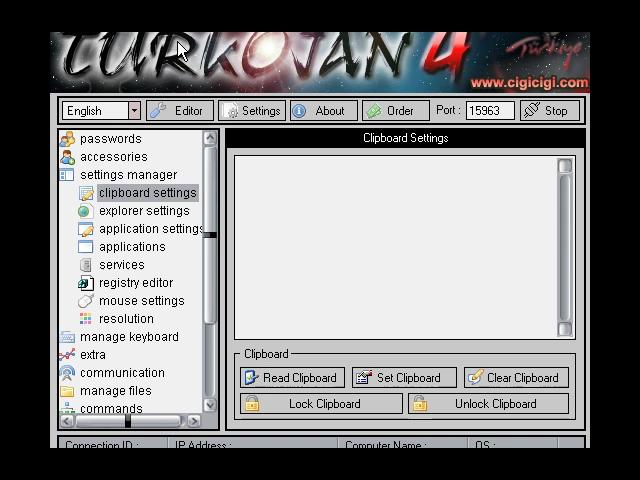 TURKOJAN 4
Türkiye
www.cigicigi.com
English Editor Settings About Order Port : 15963 Stop
passwords
accessories
settings manager
clipboard settings
explorer settings
application settings
applications
services
registry editor
mouse settings
resolution
manage keyboard
extra
communication
manage files
commands
Clipboard Settings
Clipboard
Read Clipboard Set Clipboard Clear Clipboard
Lock Clipboard Unlock Clipboard
Connection ID : IP Address : Computer Name : OS :